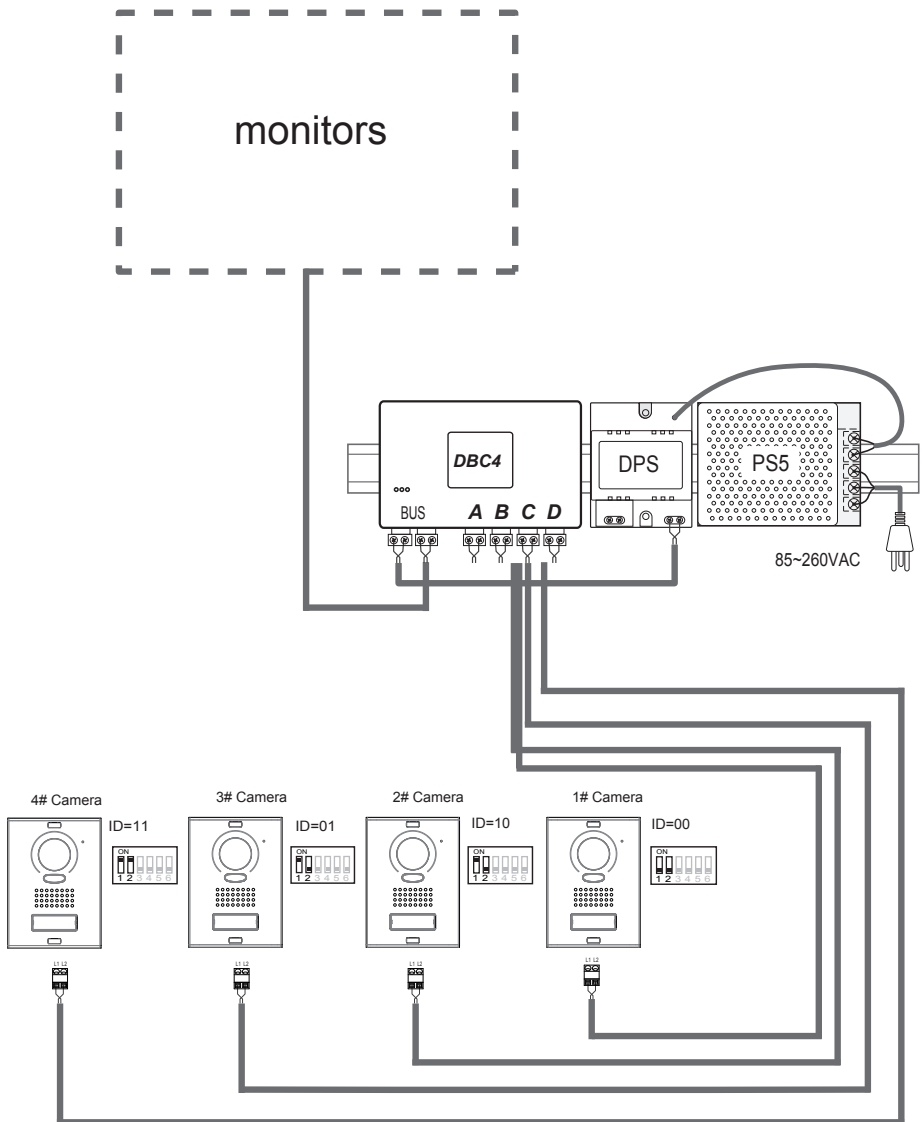 monitors
DBC4
DPS
PS5
BUS
A B C D
85~260VAC
4# Camera
3# Camera
2# Camera
1# Camera
ID=11
ID=01
ID=10
ID=00
ON
1 2 3 4 5 6
ON
1 2 3 4 5 6
ON
1 2 3 4 5 6
ON
1 2 3 4 5 6
L1 L2
L1 L2
L1 L2
L1 L2